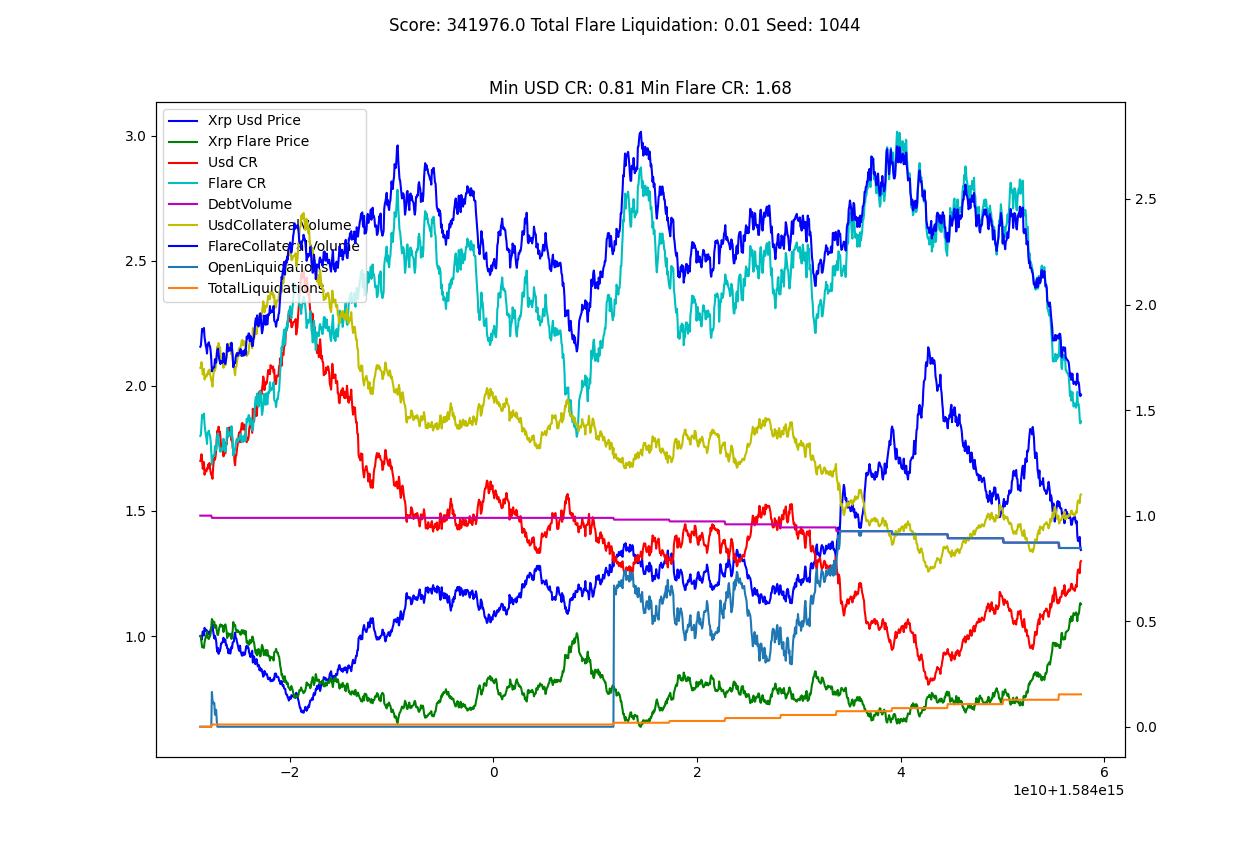 Score: 341976.0 Total Flare Liquidation: 0.01 Seed: 1044
Min USD CR: 0.81 Min Flare CR: 1.68
Xrp Usd Price
Xrp Flare Price
Usd CR
Flare CR
DebtVolume
UsdCollateralVolume
FlareCollateralVolume
OpenLiquidations
TotalLiquidations
3.0
2.5
2.0
1.5
1.0
2.5
2.0
1.5
1.0
0.5
0.0
−2
0
2
4
6
1e10+1.584e15